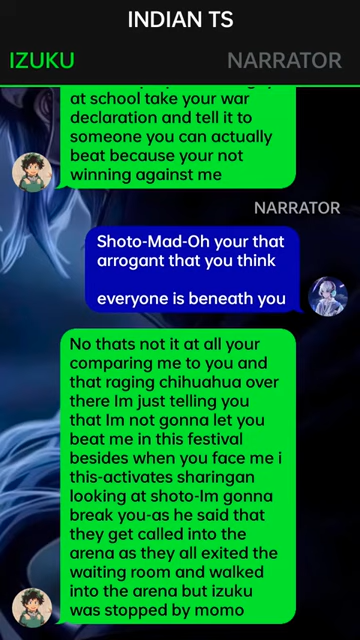 INDIAN TS
IZUKU
NARRATOR
at school take your war
declaration and tell it to
someone you can actually
beat because your not
winning against me
NARRATOR
Shoto-Mad-Oh your that
arrogant that you think
everyone is beneath you
No thats not it at all your
comparing me to you and
that raging chihuahua over
there Im just telling you
that Im not gonna let you
beat me in this festival
besides when you face me i
this-activates sharingan
looking at shoto-Im gonna
break you-as he said that
they get called into the
arena as they all exited the
waiting room and walked
into the arena but izuku
was stopped by momo